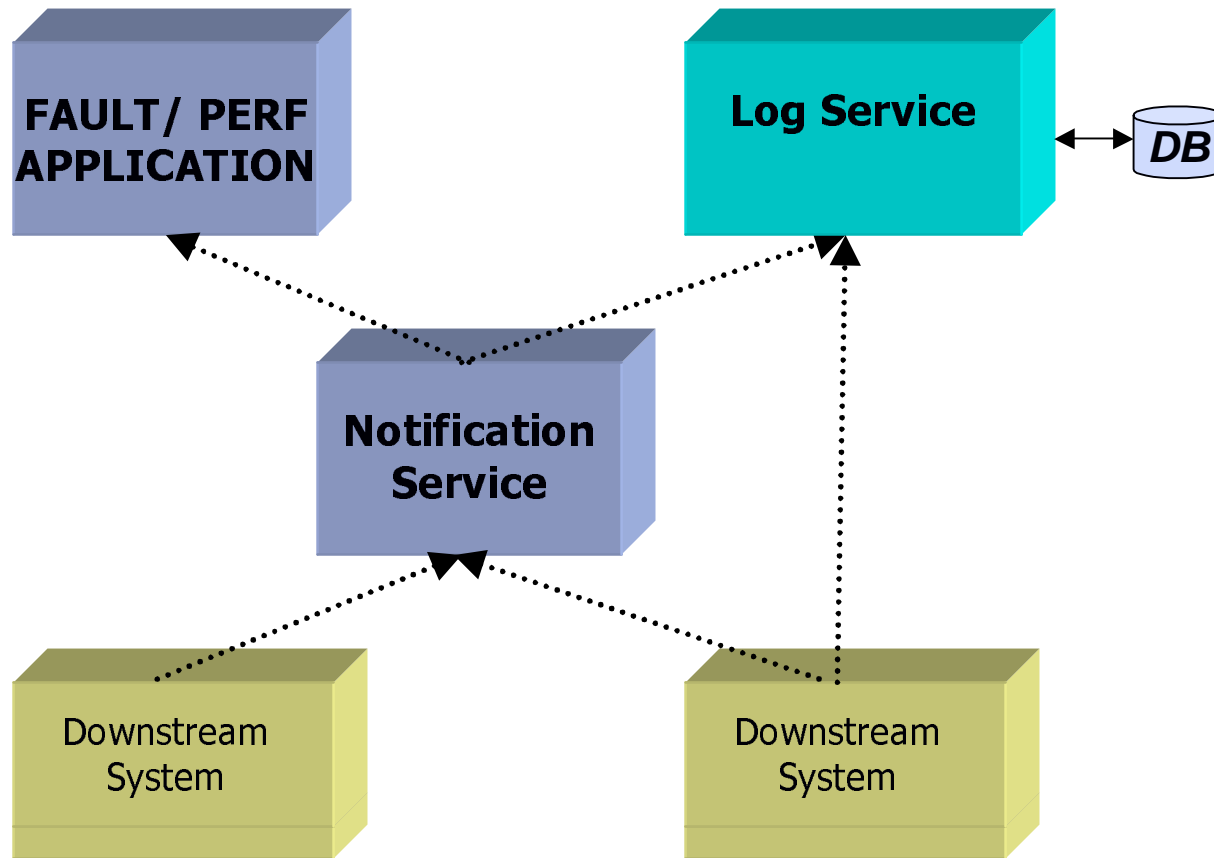 FAULT/ PERF
APPLICATION
Log Service
DB
Notification
Service
Downstream
System
Downstream
System